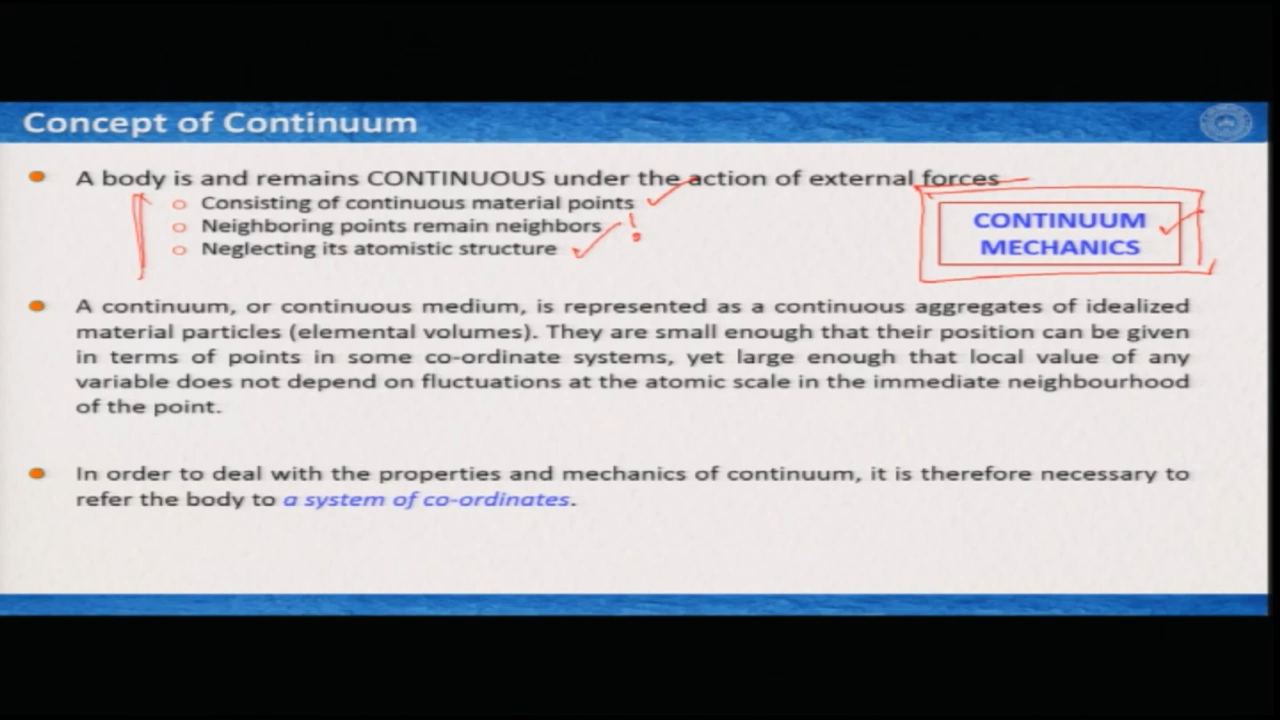 Concept of Continuum
A body is and remains CONTINUOUS under the action of external forces
Consisting of continuous material points
Neighboring points remain neighbors
Neglecting its atomistic structure
CONTINUUM
MECHANICS
A continuum, or continuous medium, is represented as a continuous aggregates of idealized
material particles (elemental volumes). They are small enough that their position can be given
in terms of points in some co-ordinate systems, yet large enough that local value of any
variable does not depend on fluctuations at the atomic scale in the immediate neighbourhood
of the point.
In order to deal with the properties and mechanics of continuum, it is therefore necessary to
refer the body to a system of co-ordinates.